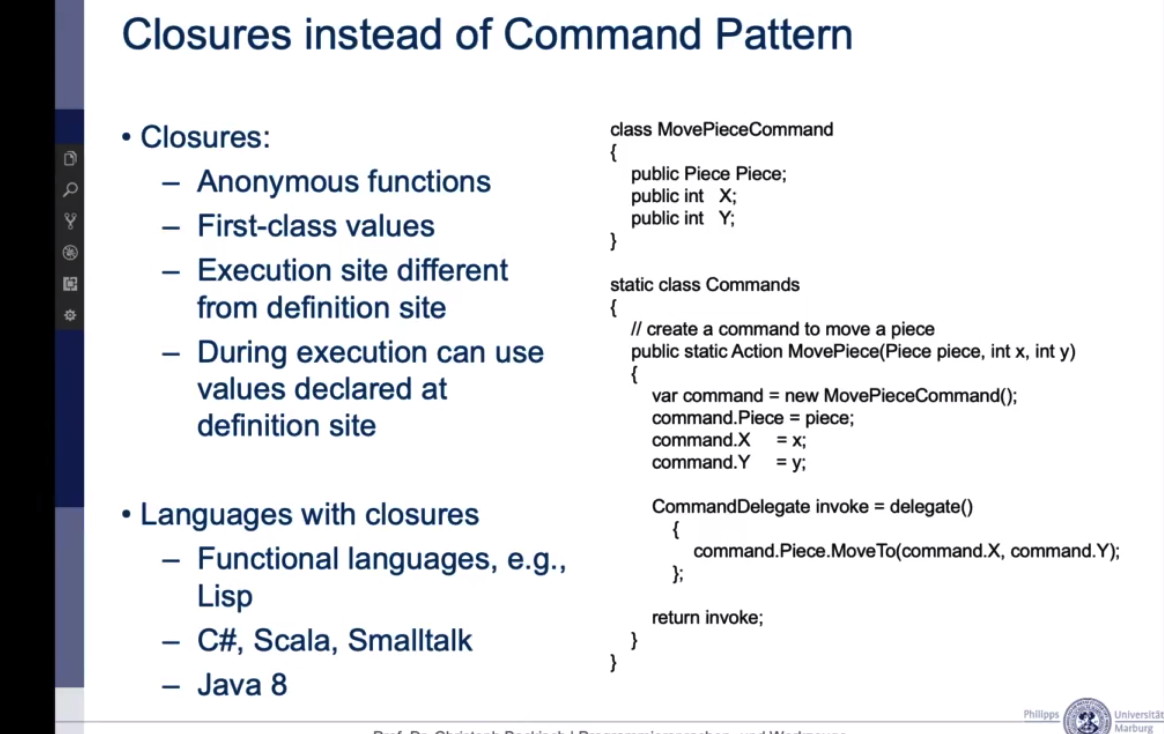 Closures instead of Command Pattern
• Closures:
– Anonymous functions
– First-class values
– Execution site different
from definition site
– During execution can use
values declared at
definition site
• Languages with closures
– Functional languages, e.g.,
Lisp
– C#, Scala, Smalltalk
– Java 8
class MovePieceCommand
{
public Piece Piece;
public int X;
public int Y;
}
static class Commands
{
// create a command to move a piece
public static Action MovePiece(Piece piece, int x, int y)
{
var command = new MovePieceCommand();
command.Piece = piece;
command.X = x;
command.Y = y;
CommandDelegate invoke = delegate()
{
command.Piece.MoveTo(command.X, command.Y);
};
return invoke;
}
}
Philipps Universität
Marburg